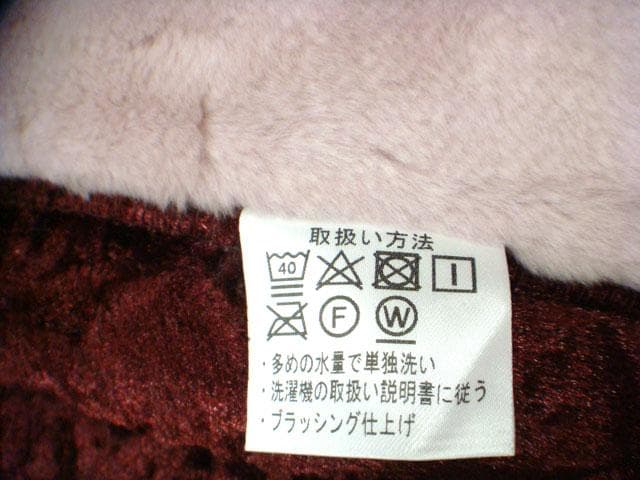 取扱い方法
40
F W
・多めの水量で単独洗い
・洗濯機の取扱い説明書に従う
・ブラッシング仕上げ